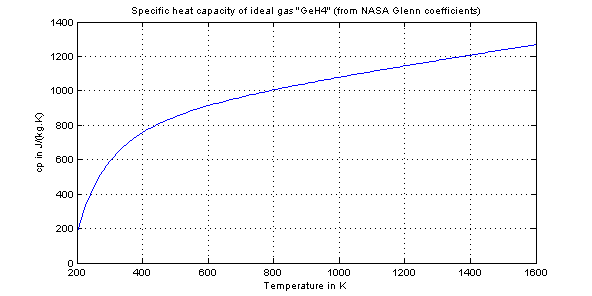 Specific heat capacity of ideal gas "GeH4" (from NASA Glenn coefficients)
1400
1200
1000
800
600
400
200
0
cp in J/(kg.K)
200 400 600 800 1000 1200 1400 1600
Temperature in K